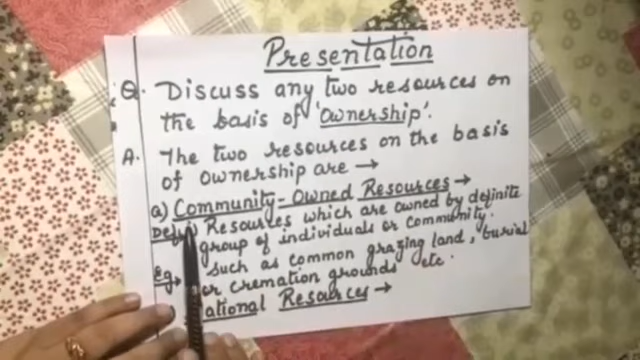 Presentation
Q. Discuss any two resources on
the basis of 'Ownership'.
A. The two resources on the basis
of ownership are →
a) Community-Owned Resources →
Resources which are owned by definite
group of individuals or community.
Eg→ such as common grazing land, burial
or cremation grounds etc.
Resources →